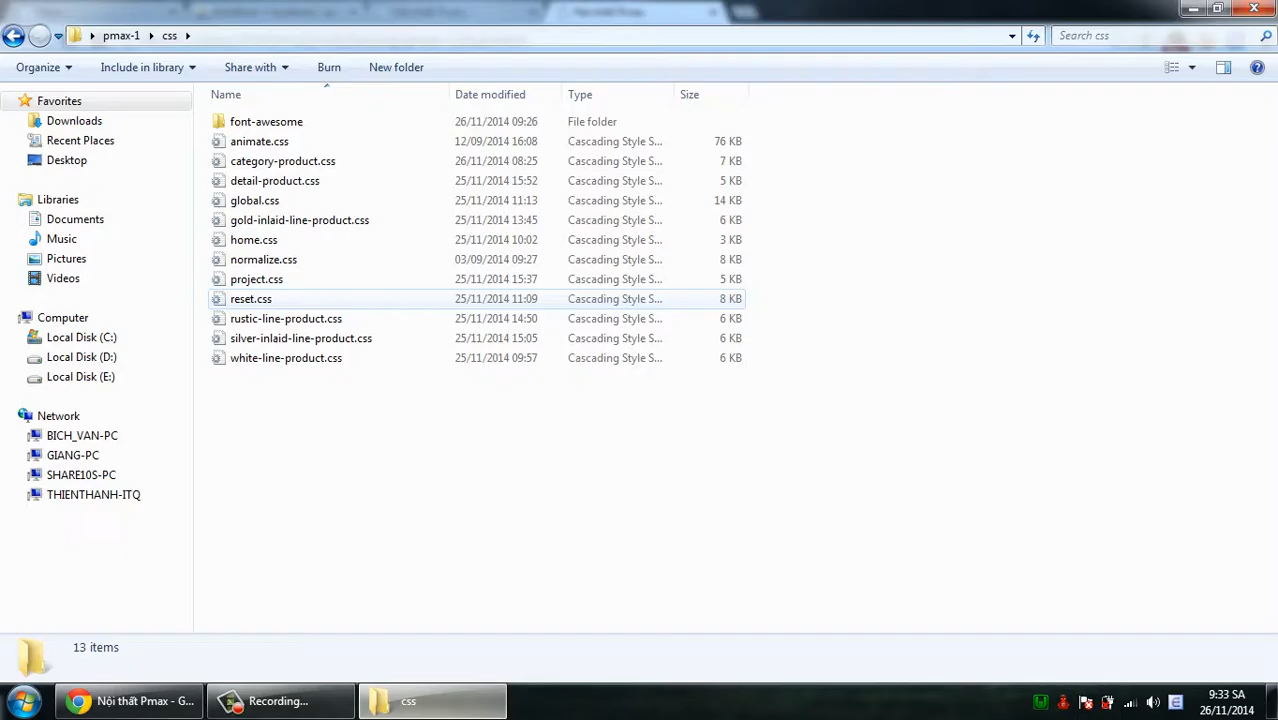 pmax-1 css
Search css
Organize Include in library Share with Burn New folder
Name Date modified Type Size
Favorites
Downloads
Recent Places
Desktop
Libraries
Documents
Music
Pictures
Videos
Computer
Local Disk (C:)
Local Disk (D:)
Local Disk (E:)
Network
BICH_VAN-PC
GIANG-PC
SHARE10S-PC
THIENTHANH-ITQ
font-awesome 26/11/2014 09:26 File folder
animate.css 12/09/2014 16:08 Cascading Style S... 76 KB
category-product.css 26/11/2014 08:25 Cascading Style S... 7 KB
detail-product.css 25/11/2014 15:52 Cascading Style S... 5 KB
global.css 25/11/2014 11:13 Cascading Style S... 14 KB
gold-inlaid-line-product.css 25/11/2014 13:45 Cascading Style S... 6 KB
home.css 25/11/2014 10:02 Cascading Style S... 3 KB
normalize.css 03/09/2014 09:27 Cascading Style S... 8 KB
project.css 25/11/2014 15:37 Cascading Style S... 5 KB
reset.css 25/11/2014 11:09 Cascading Style S... 8 KB
rustic-line-product.css 25/11/2014 14:50 Cascading Style S... 6 KB
silver-inlaid-line-product.css 25/11/2014 15:05 Cascading Style S... 6 KB
white-line-product.css 25/11/2014 09:57 Cascading Style S... 6 KB
13 items
Nội thất Pmax - G... Recording... css
9:33 SA
26/11/2014